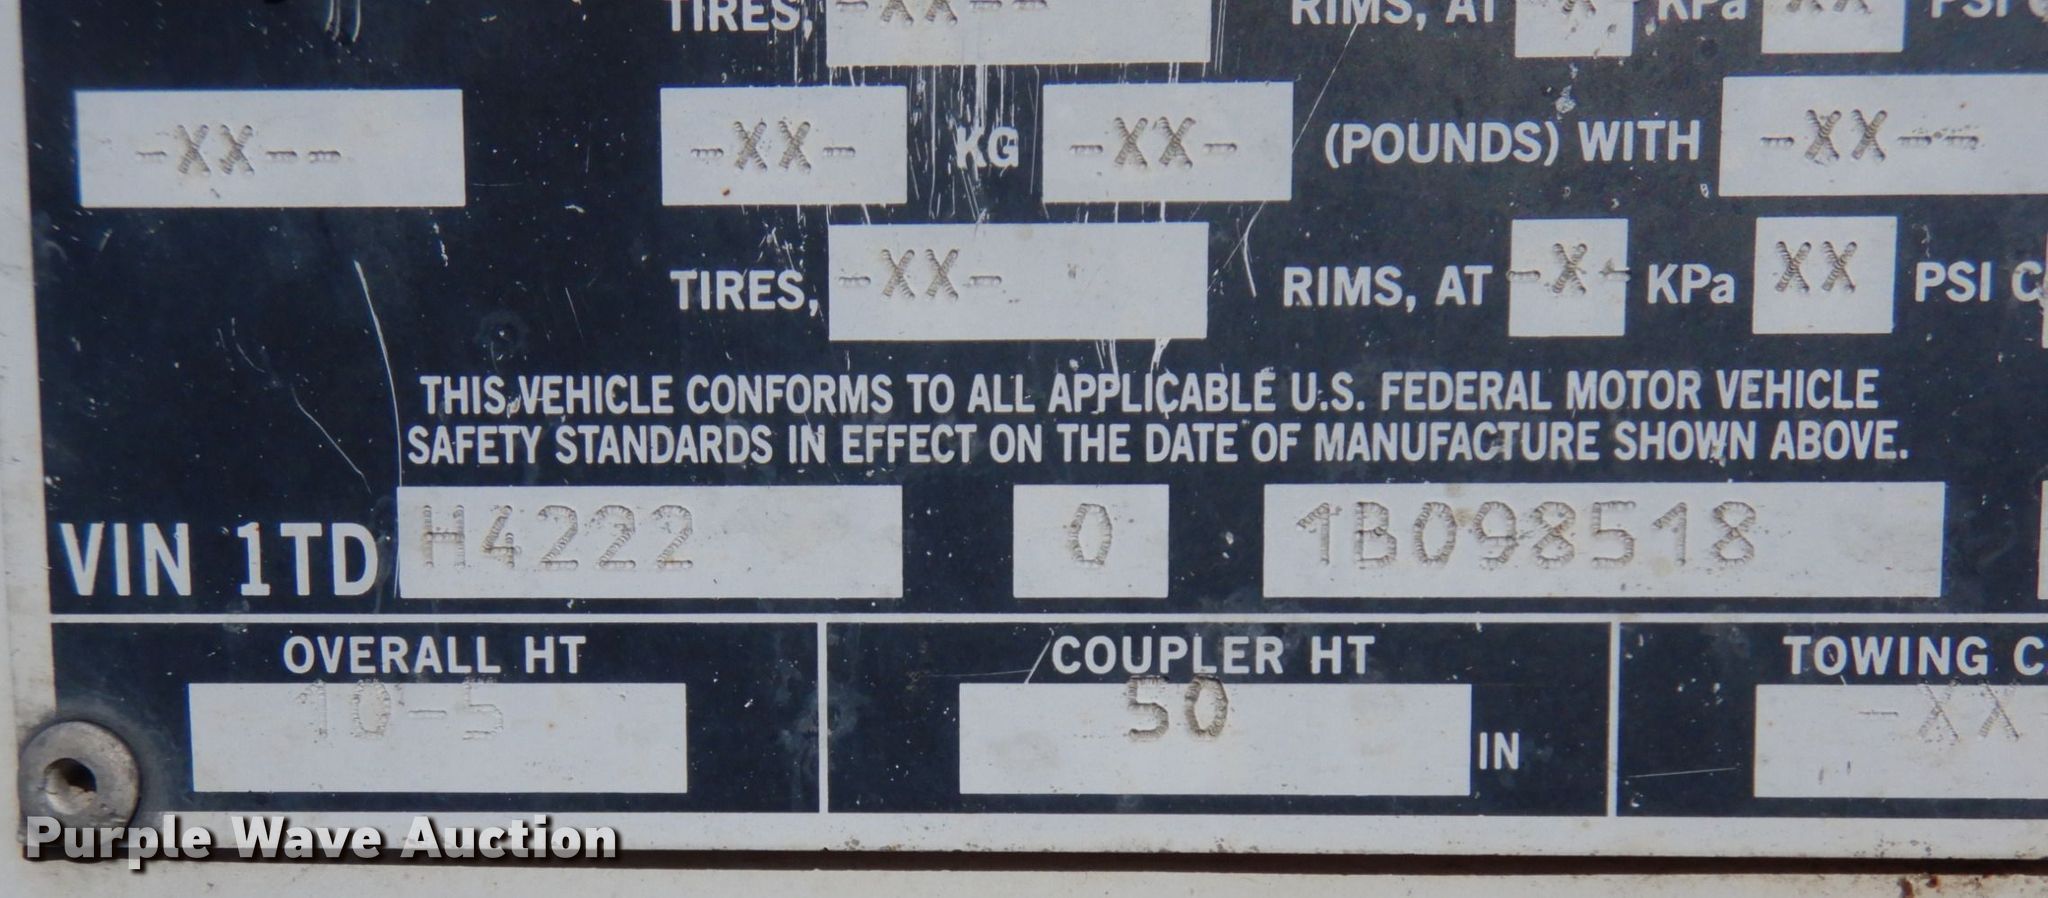 TIRES, -XX-- RIMS, AT -X- KPa XX PSI
-XX-- -XX- KG -XX- (POUNDS) WITH -XX--
TIRES, -XX- RIMS, AT -X- KPa XX PSI C
THIS VEHICLE CONFORMS TO ALL APPLICABLE U.S. FEDERAL MOTOR VEHICLE
SAFETY STANDARDS IN EFFECT ON THE DATE OF MANUFACTURE SHOWN ABOVE.
VIN 1TD H4222 0 1B098518
OVERALL HT COUPLER HT TOWING C
10-5 50 IN -XX-
Purple Wave Auction